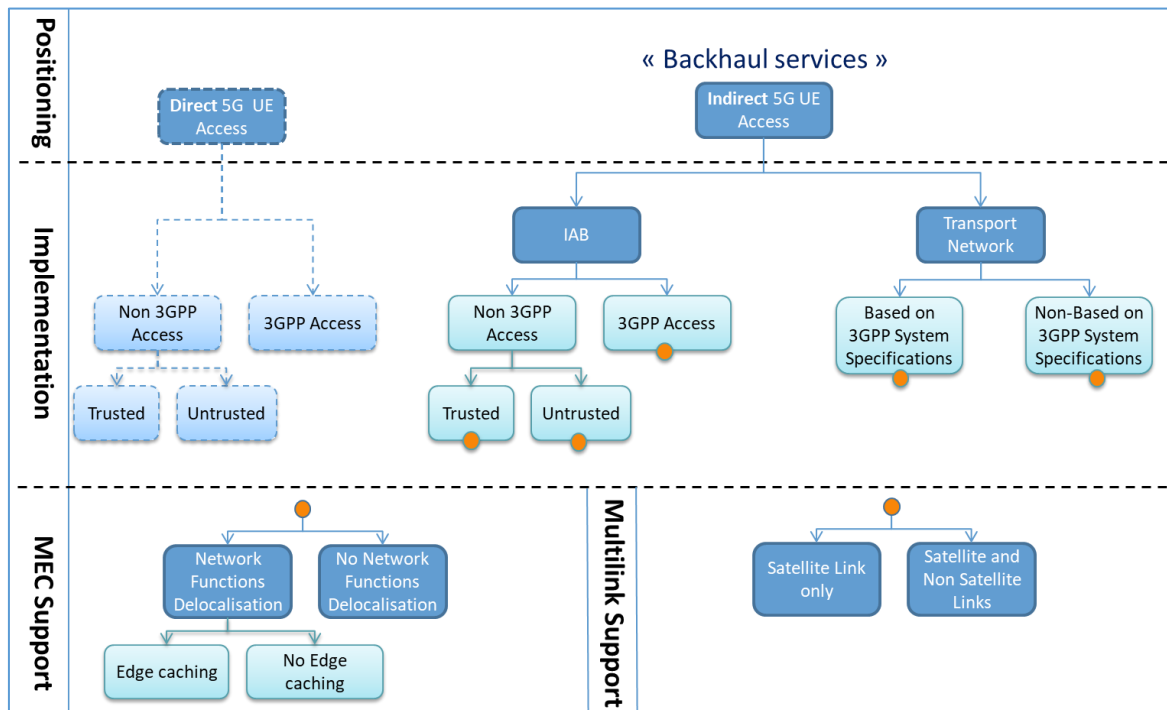 Positioning
« Backhaul services »
Direct 5G UE
Access
Indirect 5G UE
Access
Implementation
IAB
Transport
Network
Non 3GPP
Access
3GPP Access
Non 3GPP
Access
3GPP Access
Based on
3GPP System
Specifications
Non-Based on
3GPP System
Specifications
Trusted
Untrusted
Trusted
Untrusted
MEC Support
Network
Functions
Delocalisation
No Network
Functions
Delocalisation
Edge caching
No Edge
caching
Multilink Support
Satellite Link
only
Satellite and
Non Satellite
Links